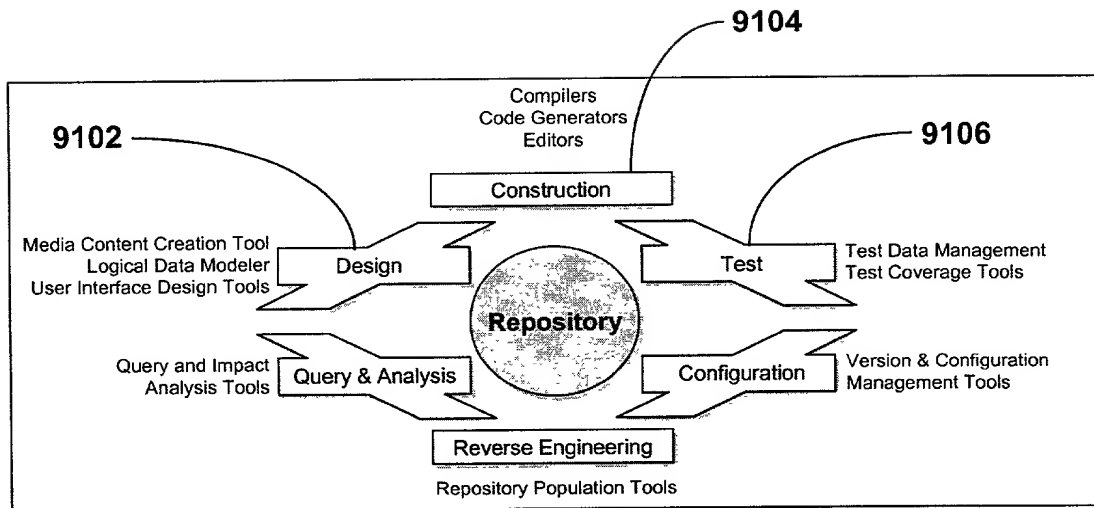 9104
Compilers
Code Generators
Editors
9102
9106
Construction
Media Content Creation Tool
Logical Data Modeler
User Interface Design Tools
Design
Test
Test Data Management
Test Coverage Tools
Repository
Query and Impact
Analysis Tools
Query & Analysis
Configuration
Version & Configuration
Management Tools
Reverse Engineering
Repository Population Tools